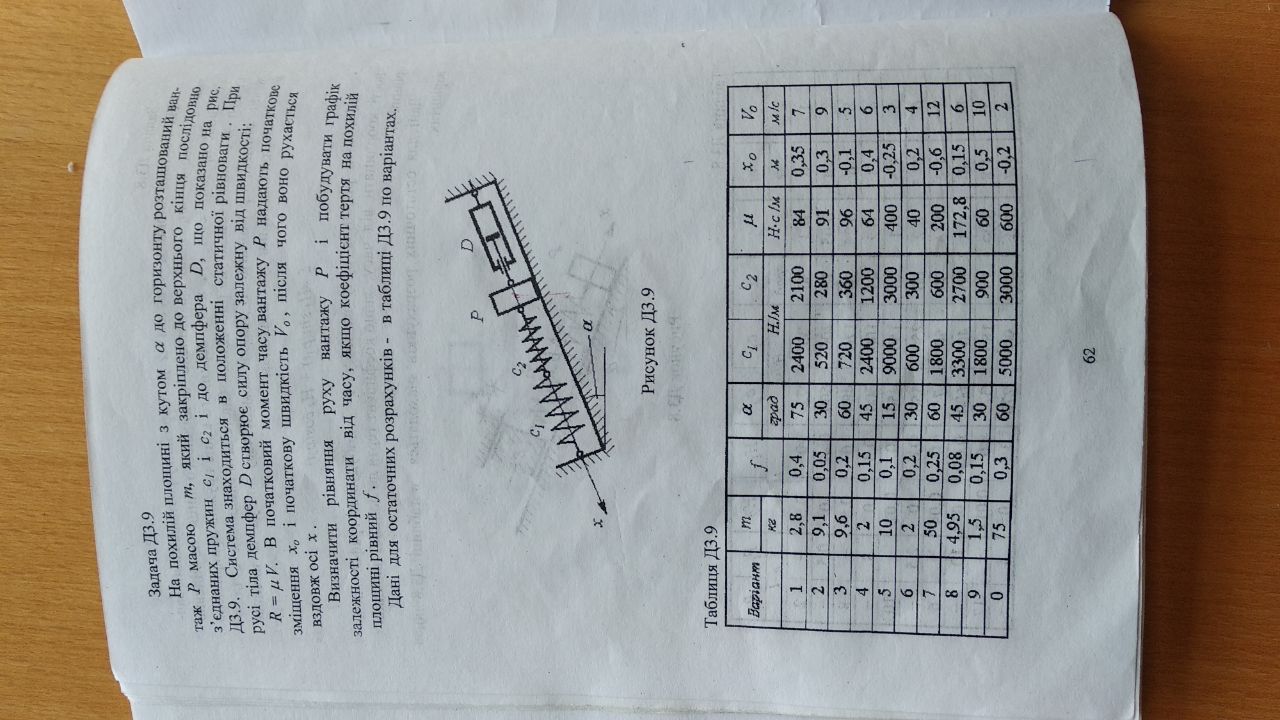 Задача Д3.9
На похилій площині з кутом α до горизонту розташований ван-
таж P масою m, який закріплено до верхнього кінця послідовно
з’єднаних пружин c₁ і c₂ і до демпфера D, що показано на рис.
Д3.9. Система знаходиться в положенні статичної рівноваги . При
русі тіла демпфер D створює силу опору залежну від швидкості;
R = μV. В початковий момент часу вантажу P надають початкове
зміщення xₒ і початкову швидкість Vₒ, після чого воно рухається
вздовж осі x .
Визначити рівняння руху вантажу P і побудувати графік
залежності координати від часу, якщо коефіцієнт тертя на похилій
площині рівний f .
Дані для остаточних розрахунків - в таблиці Д3.9 по варіантах.
P D
c₁ c₂
α
x
Рисунок Д3.9
Таблиця Д3.9
Варіант m f α c₁ c₂ μ xₒ Vₒ
кг град Н/м Н·с/м м м/с
1 2,8 0,4 75 2400 2100 84 0,35 7
2 9,1 0,05 30 520 280 91 0,3 9
3 9,6 0,2 60 720 360 96 -0,1 5
4 2 0,15 45 2400 1200 64 0,4 6
5 10 0,1 15 9000 3000 400 -0,25 3
6 2 0,2 30 600 300 40 0,2 4
7 50 0,25 60 1800 600 200 -0,6 12
8 4,95 0,08 45 3300 2700 172,8 0,15 6
9 1,5 0,15 30 1800 900 60 0,5 10
0 75 0,3 60 5000 3000 600 -0,2 2
62